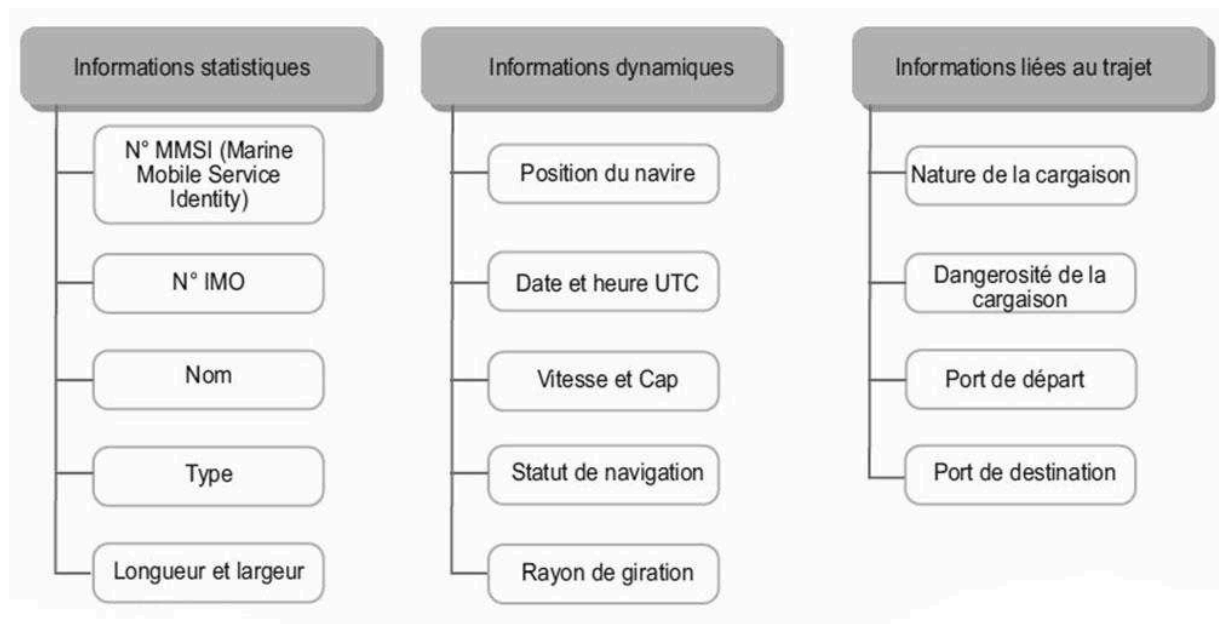 Informations statistiques
N° MMSI (Marine
Mobile Service
Identity)
N° IMO
Nom
Type
Longueur et largeur
Informations dynamiques
Position du navire
Date et heure UTC
Vitesse et Cap
Statut de navigation
Rayon de giration
Informations liées au trajet
Nature de la cargaison
Dangerosité de la
cargaison
Port de départ
Port de destination